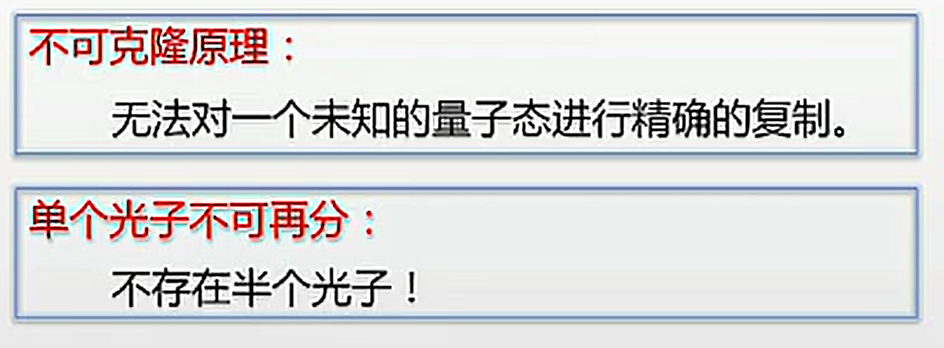 不可克隆原理：
无法对一个未知的量子态进行精确的复制。
单个光子不可再分：
不存在半个光子！